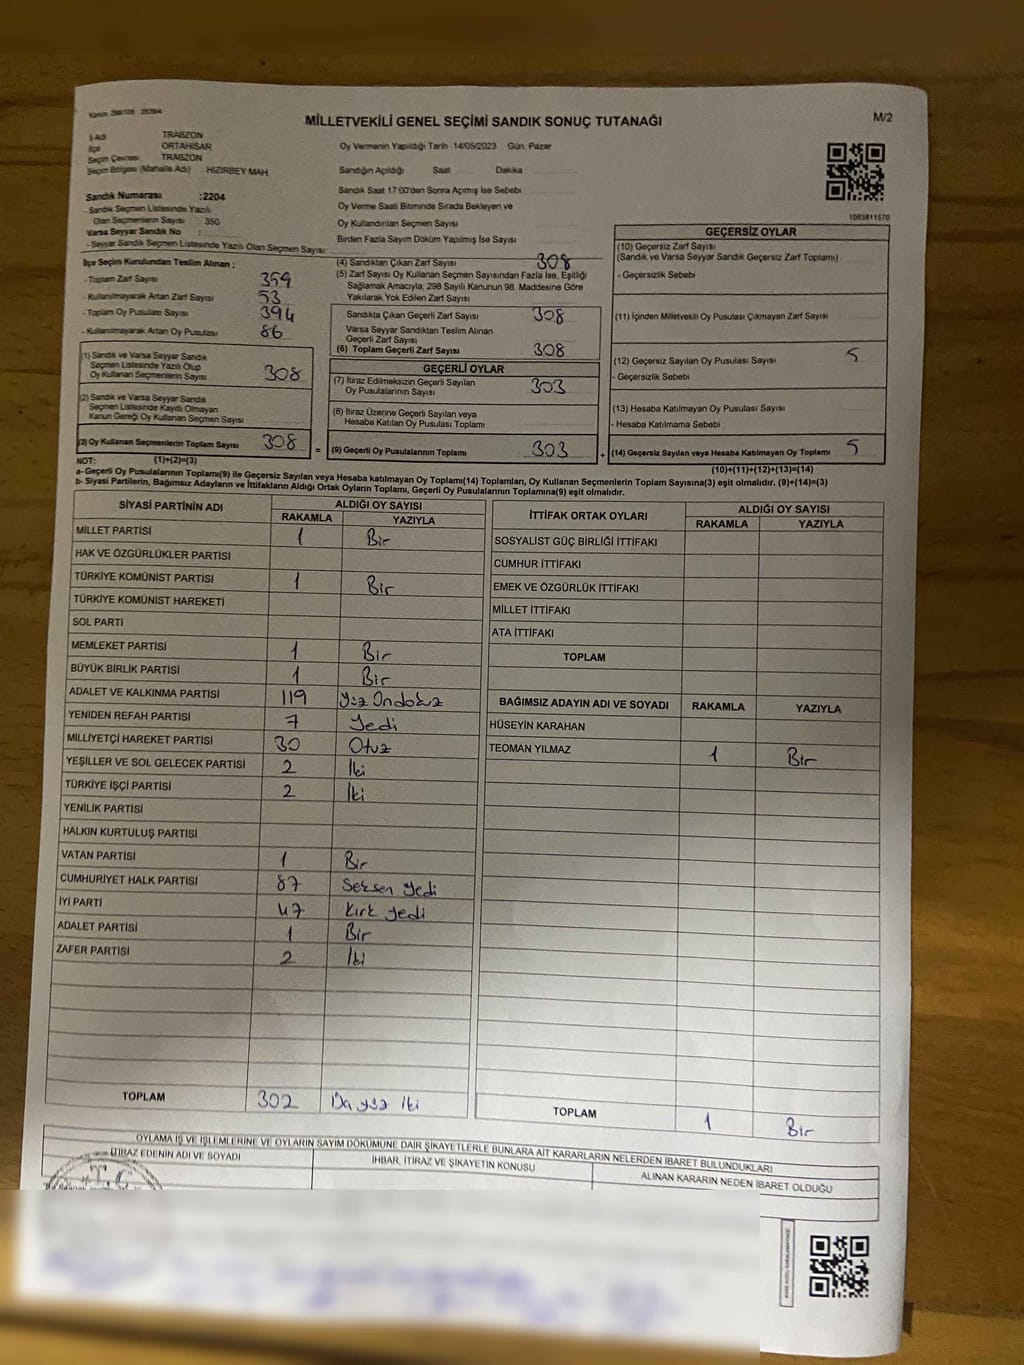 Kanun: 298/105 : 2839/4
MİLLETVEKİLİ GENEL SEÇİMİ SANDIK SONUÇ TUTANAĞI
M/2
İl Adı TRABZON
İlçe ORTAHİSAR
Seçim Çevresi TRABZON
Seçim Bölgesi (Mahalle Adı) : HIZIRBEY MAH.
Oy Vermenin Yapıldığı Tarih 14/05/2023 Gün: Pazar
Sandığın Açıldığı Saat Dakika
Sandık Saat 17:00'den Sonra Açılmış İse Sebebi
Oy Verme Saati Bitiminde Sırada Bekleyen ve
Oy Kullandırılan Seçmen Sayısı
Birden Fazla Sayım Döküm Yapılmış İse Sayısı
1083811570
Sandık Numarası :2204
- Sandık Seçmen Listesinde Yazılı
Olan Seçmenlerin Sayısı : 350
Varsa Seyyar Sandık No :
- Seyyar Sandık Seçmen Listesinde Yazılı Olan Seçmen Sayısı:
İlçe Seçim Kurulundan Teslim Alınan ;
- Toplam Zarf Sayısı 359
- Kullanılmayarak Artan Zarf Sayısı 53
- Toplam Oy Pusulası Sayısı 394
- Kullanılmayarak Artan Oy Pusulası 86
(1) Sandık ve Varsa Seyyar Sandık
Seçmen Listesinde Yazılı Olup
Oy Kullanan Seçmenlerin Sayısı 308
(2) Sandık ve Varsa Seyyar Sandık
Seçmen Listesinde Kayıtlı Olmayan
Kanun Gereği Oy Kullanan Seçmen Sayısı
(3) Oy Kullanan Seçmenlerin Toplam Sayısı 308
=
(4) Sandıktan Çıkan Zarf Sayısı 308
(5) Zarf Sayısı Oy Kullanan Seçmen Sayısından Fazla İse, Eşitliği
Sağlamak Amacıyla; 298 Sayılı Kanunun 98. Maddesine Göre
Yakılarak Yok Edilen Zarf Sayısı
Sandıkta Çıkan Geçerli Zarf Sayısı 308
Varsa Seyyar Sandıktan Teslim Alınan
Geçerli Zarf Sayısı
(6) Toplam Geçerli Zarf Sayısı 308
GEÇERLİ OYLAR
(7) İtiraz Edilmeksizin Geçerli Sayılan
Oy Pusulalarının Sayısı 303
(8) İtiraz Üzerine Geçerli Sayılan veya
Hesaba Katılan Oy Pusulaları Toplamı
(9) Geçerli Oy Pusulalarının Toplamı 303
+
GEÇERSİZ OYLAR
(10) Geçersiz Zarf Sayısı
(Sandık ve Varsa Seyyar Sandık Geçersiz Zarf Toplamı)
- Geçersizlik Sebebi
(11) İçinden Milletvekili Oy Pusulası Çıkmayan Zarf Sayısı
(12) Geçersiz Sayılan Oy Pusulası Sayısı 5
- Geçersizlik Sebebi
(13) Hesaba Katılmayan Oy Pusulası Sayısı
- Hesaba Katılmama Sebebi
(14) Geçersiz Sayılan veya Hesaba Katılmayan Oy Toplamı 5
NOT: (1)+(2)=(3)
(10)+(11)+(12)+(13)=(14)
a- Geçerli Oy Pusulalarının Toplamı(9) ile Geçersiz Sayılan veya Hesaba katılmayan Oy Toplamı(14) Toplamları, Oy Kullanan Seçmenlerin Toplam Sayısına(3) eşit olmalıdır. (9)+(14)=(3)
b- Siyasi Partilerin, Bağımsız Adayların ve İttifakların Aldığı Ortak Oyların Toplamı, Geçerli Oy Pusulalarının Toplamına(9) eşit olmalıdır.
SİYASİ PARTİNİN ADI ALDIĞI OY SAYISI
RAKAMLA YAZIYLA
MİLLET PARTİSİ 1 Bir
HAK VE ÖZGÜRLÜKLER PARTİSİ
TÜRKİYE KOMÜNİST PARTİSİ 1 Bir
TÜRKİYE KOMÜNİST HAREKETİ
SOL PARTİ
MEMLEKET PARTİSİ 1 Bir
BÜYÜK BİRLİK PARTİSİ 1 Bir
ADALET VE KALKINMA PARTİSİ 119 Yüz Ondokuz
YENİDEN REFAH PARTİSİ 7 Yedi
MİLLİYETÇİ HAREKET PARTİSİ 30 Otuz
YEŞİLLER VE SOL GELECEK PARTİSİ 2 İki
TÜRKİYE İŞÇİ PARTİSİ 2 İki
YENİLİK PARTİSİ
HALKIN KURTULUŞ PARTİSİ
VATAN PARTİSİ 1 Bir
CUMHURİYET HALK PARTİSİ 87 Seksen Yedi
İYİ PARTİ 47 Kırk Yedi
ADALET PARTİSİ 1 Bir
ZAFER PARTİSİ 2 İki
TOPLAM 302 Üç yüz iki
İTTİFAK ORTAK OYLARI ALDIĞI OY SAYISI
RAKAMLA YAZIYLA
SOSYALİST GÜÇ BİRLİĞİ İTTİFAKI
CUMHUR İTTİFAKI
EMEK VE ÖZGÜRLÜK İTTİFAKI
MİLLET İTTİFAKI
ATA İTTİFAKI
TOPLAM
BAĞIMSIZ ADAYIN ADI VE SOYADI RAKAMLA YAZIYLA
HÜSEYİN KARAHAN
TEOMAN YILMAZ 1 Bir
TOPLAM 1 Bir
OYLAMA İŞ VE İŞLEMLERİNE VE OYLARIN SAYIM DÖKÜMÜNE DAİR ŞİKAYETLERLE BUNLARA AİT KARARLARIN NELERDEN İBARET BULUNDUKLARI
İTİRAZ EDENİN ADI VE SOYADI
İHBAR, İTİRAZ VE ŞİKAYETİN KONUSU
ALINAN KARARIN NEDEN İBARET OLDUĞU
T.C.